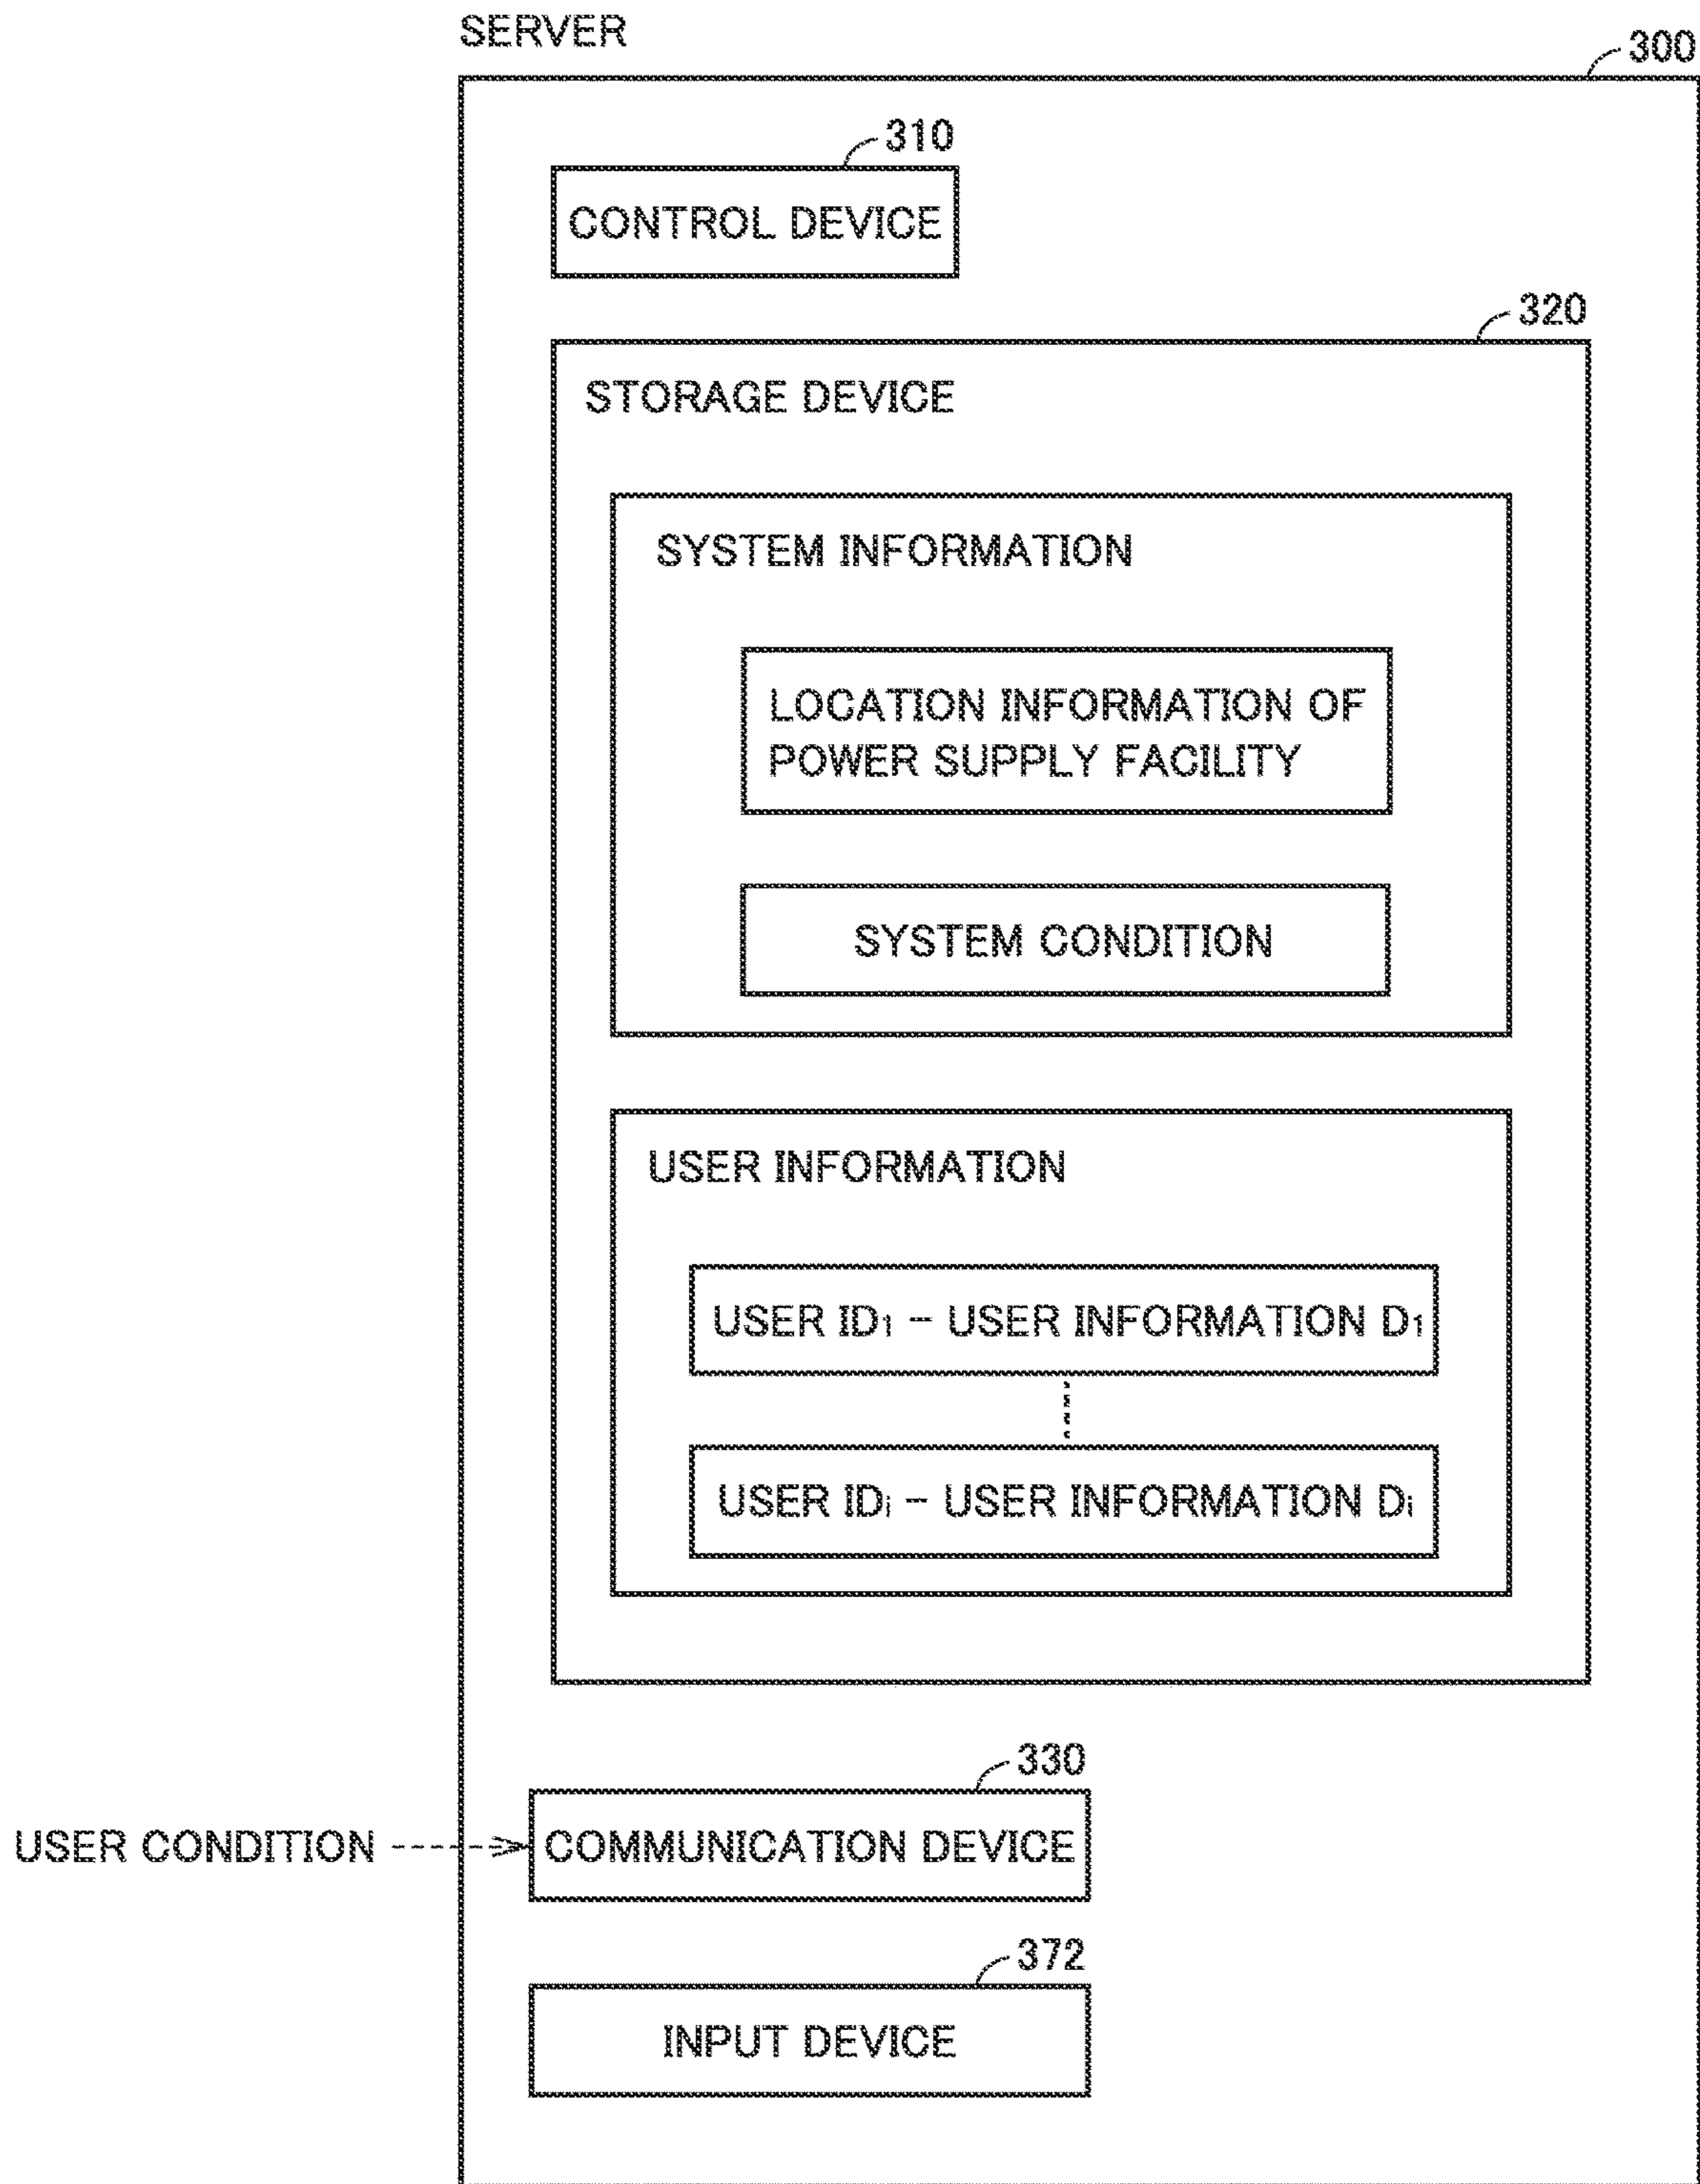 SERVER
300
310
CONTROL DEVICE
320
STORAGE DEVICE
SYSTEM INFORMATION
LOCATION INFORMATION OF
POWER SUPPLY FACILITY
SYSTEM CONDITION
USER INFORMATION
USER ID₁ - USER INFORMATION D₁
USER IDᵢ - USER INFORMATION Dᵢ
330
USER CONDITION
COMMUNICATION DEVICE
372
INPUT DEVICE